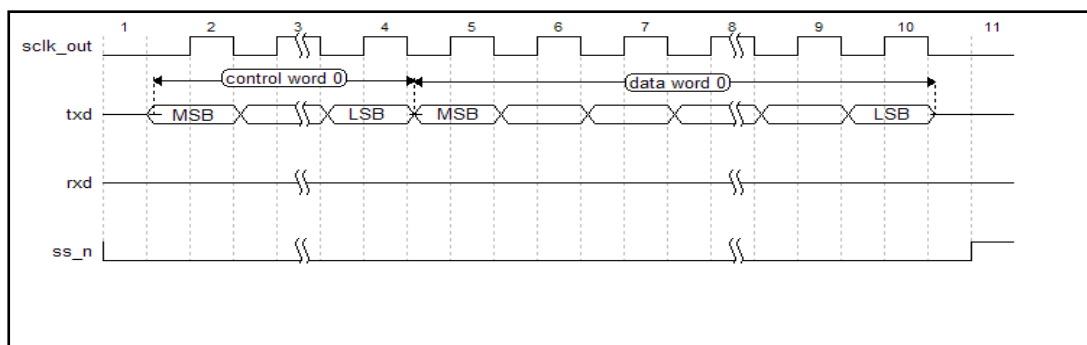 1 2 3 4 5 6 7 8 9 10 11
sclk_out
control word 0 data word 0
txd MSB LSB MSB LSB
rxd
ss_n